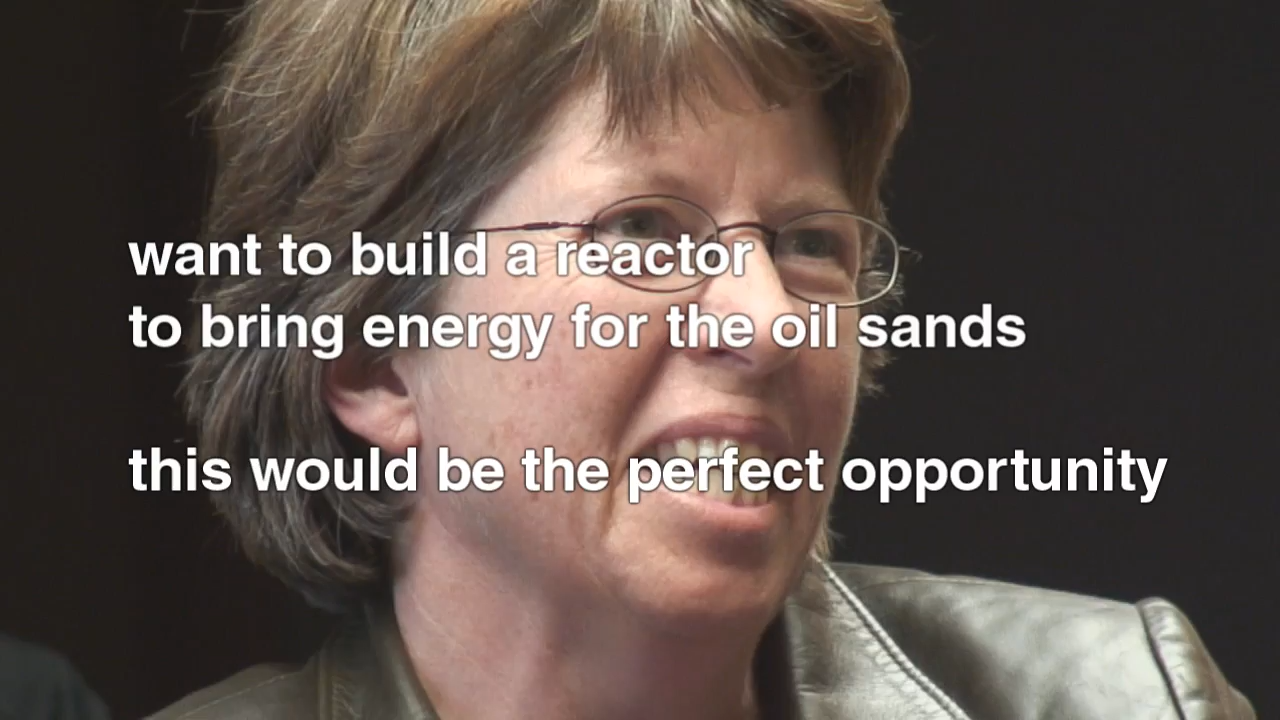 want to build a reactor
to bring energy for the oil sands
this would be the perfect opportunity